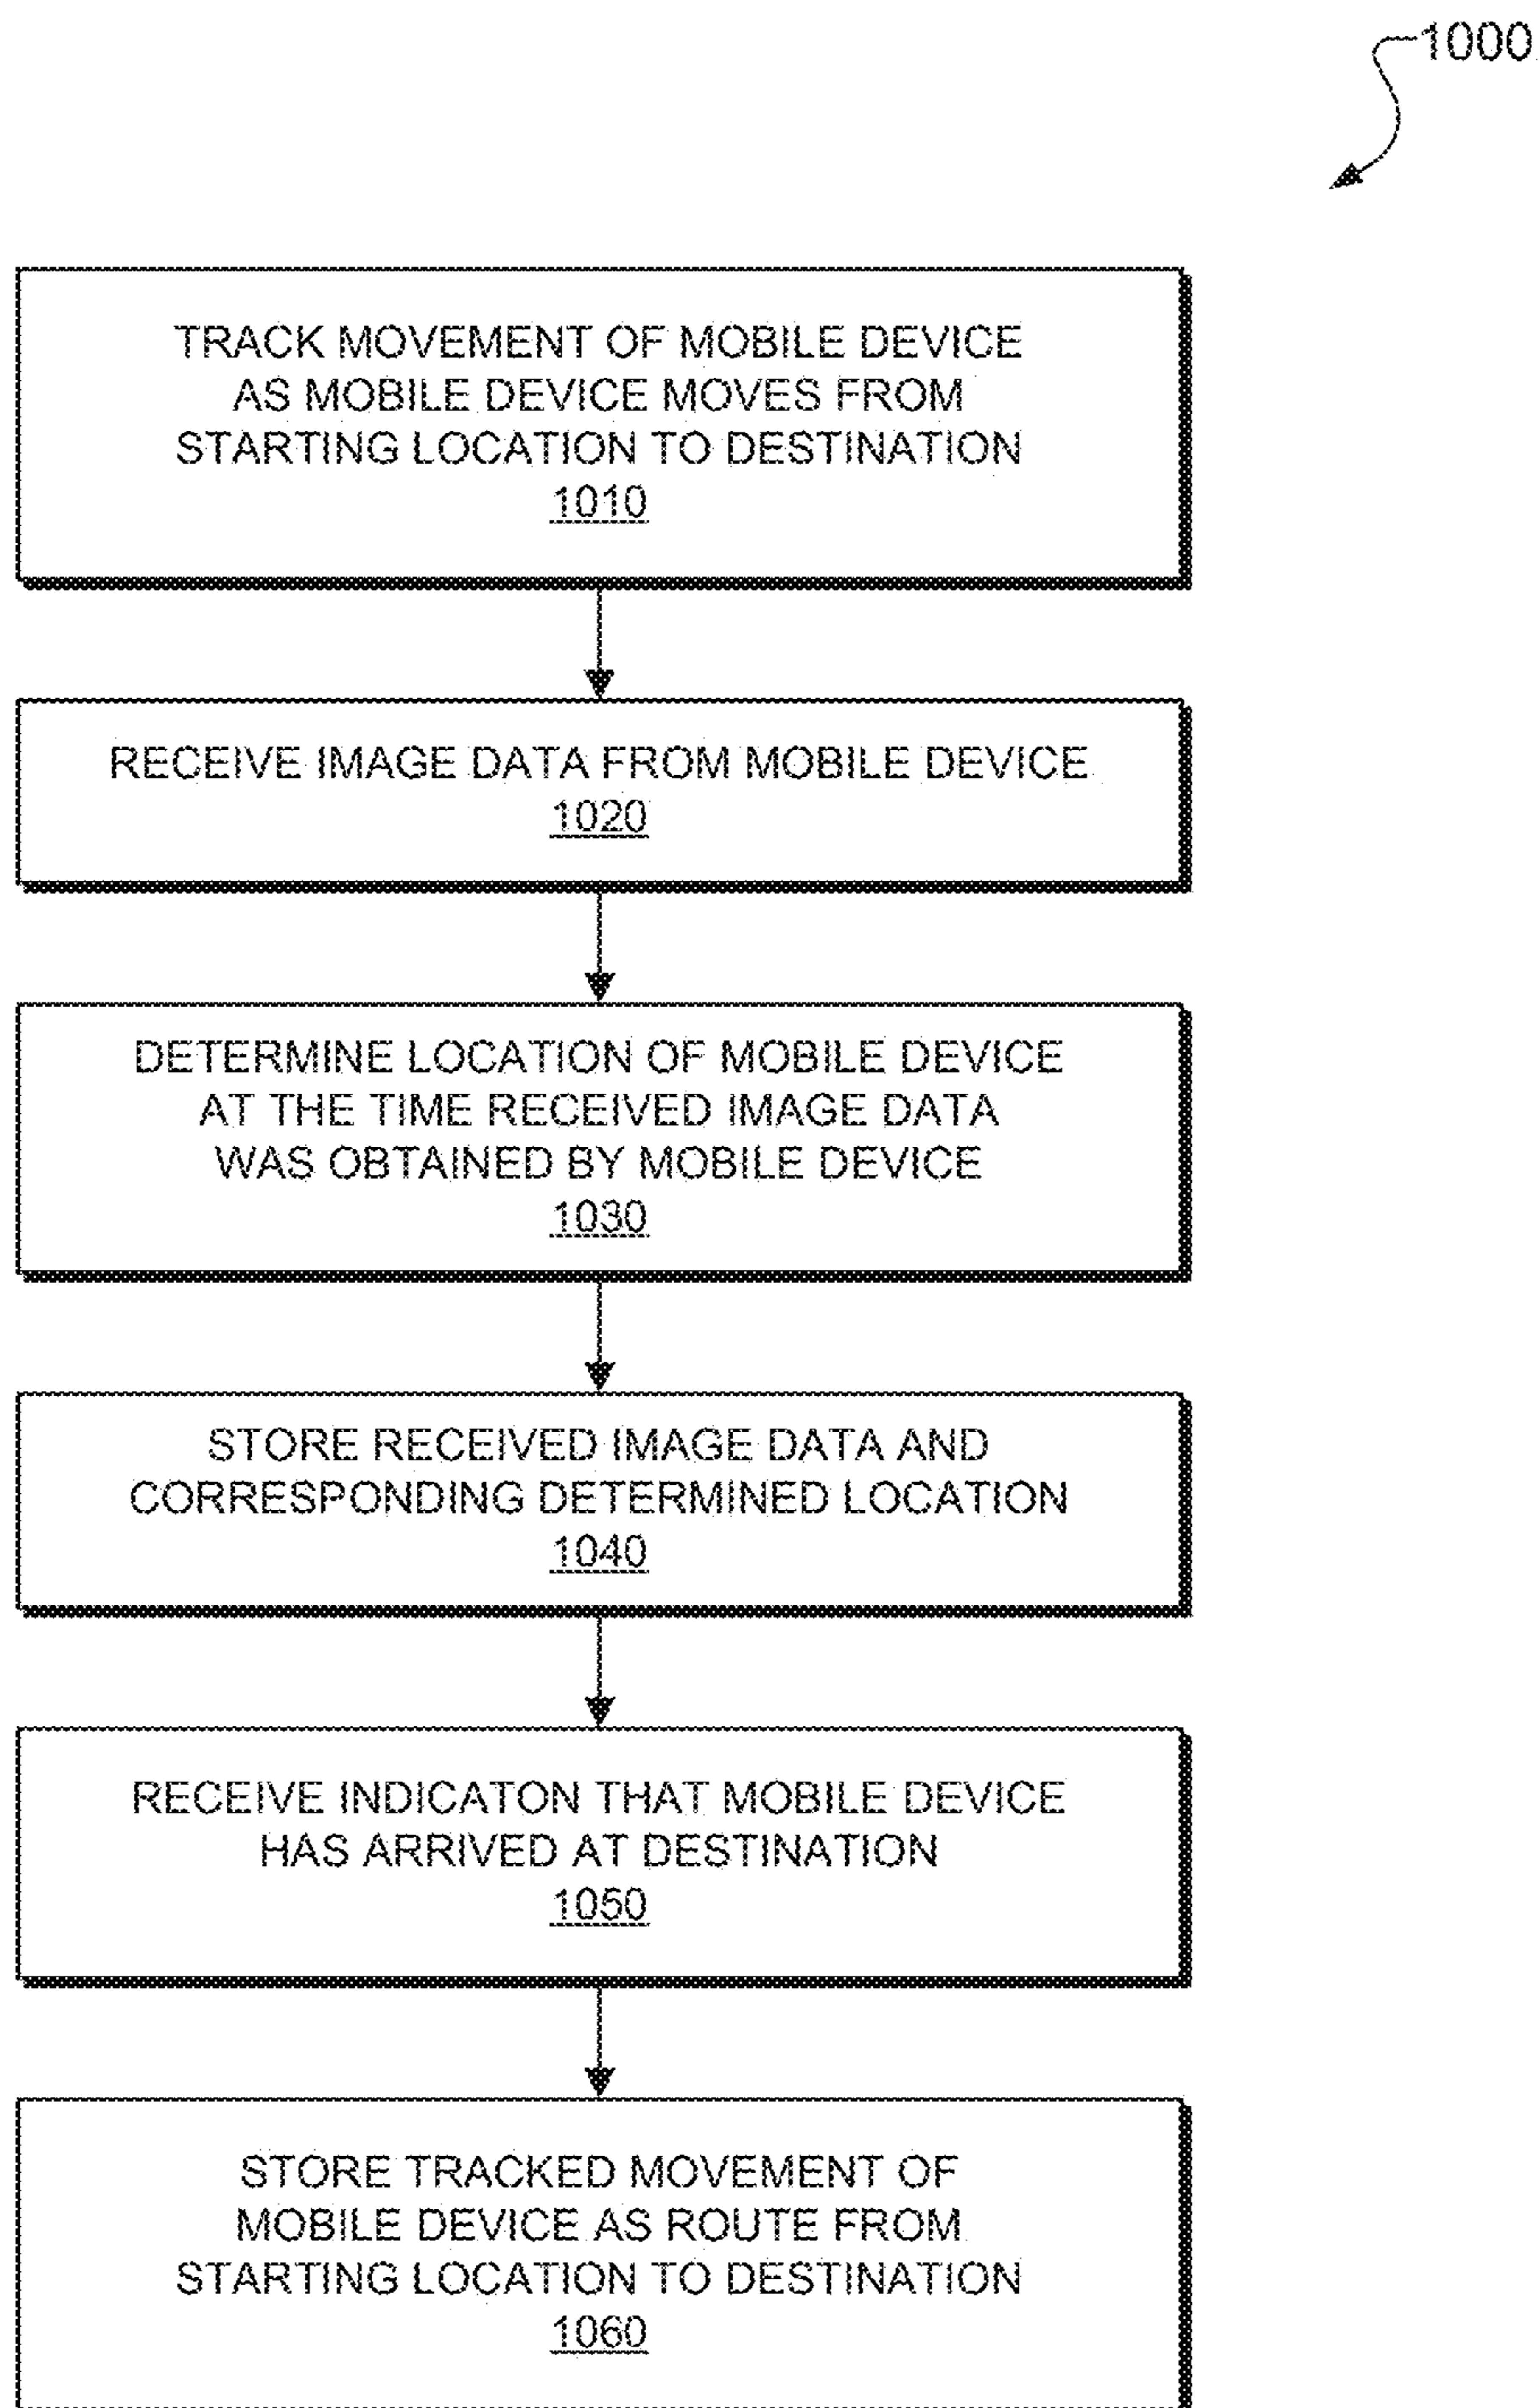 1000
TRACK MOVEMENT OF MOBILE DEVICE
AS MOBILE DEVICE MOVES FROM
STARTING LOCATION TO DESTINATION
1010
RECEIVE IMAGE DATA FROM MOBILE DEVICE
1020
DETERMINE LOCATION OF MOBILE DEVICE
AT THE TIME RECEIVED IMAGE DATA
WAS OBTAINED BY MOBILE DEVICE
1030
STORE RECEIVED IMAGE DATA AND
CORRESPONDING DETERMINED LOCATION
1040
RECEIVE INDICATON THAT MOBILE DEVICE
HAS ARRIVED AT DESTINATION
1050
STORE TRACKED MOVEMENT OF
MOBILE DEVICE AS ROUTE FROM
STARTING LOCATION TO DESTINATION
1060